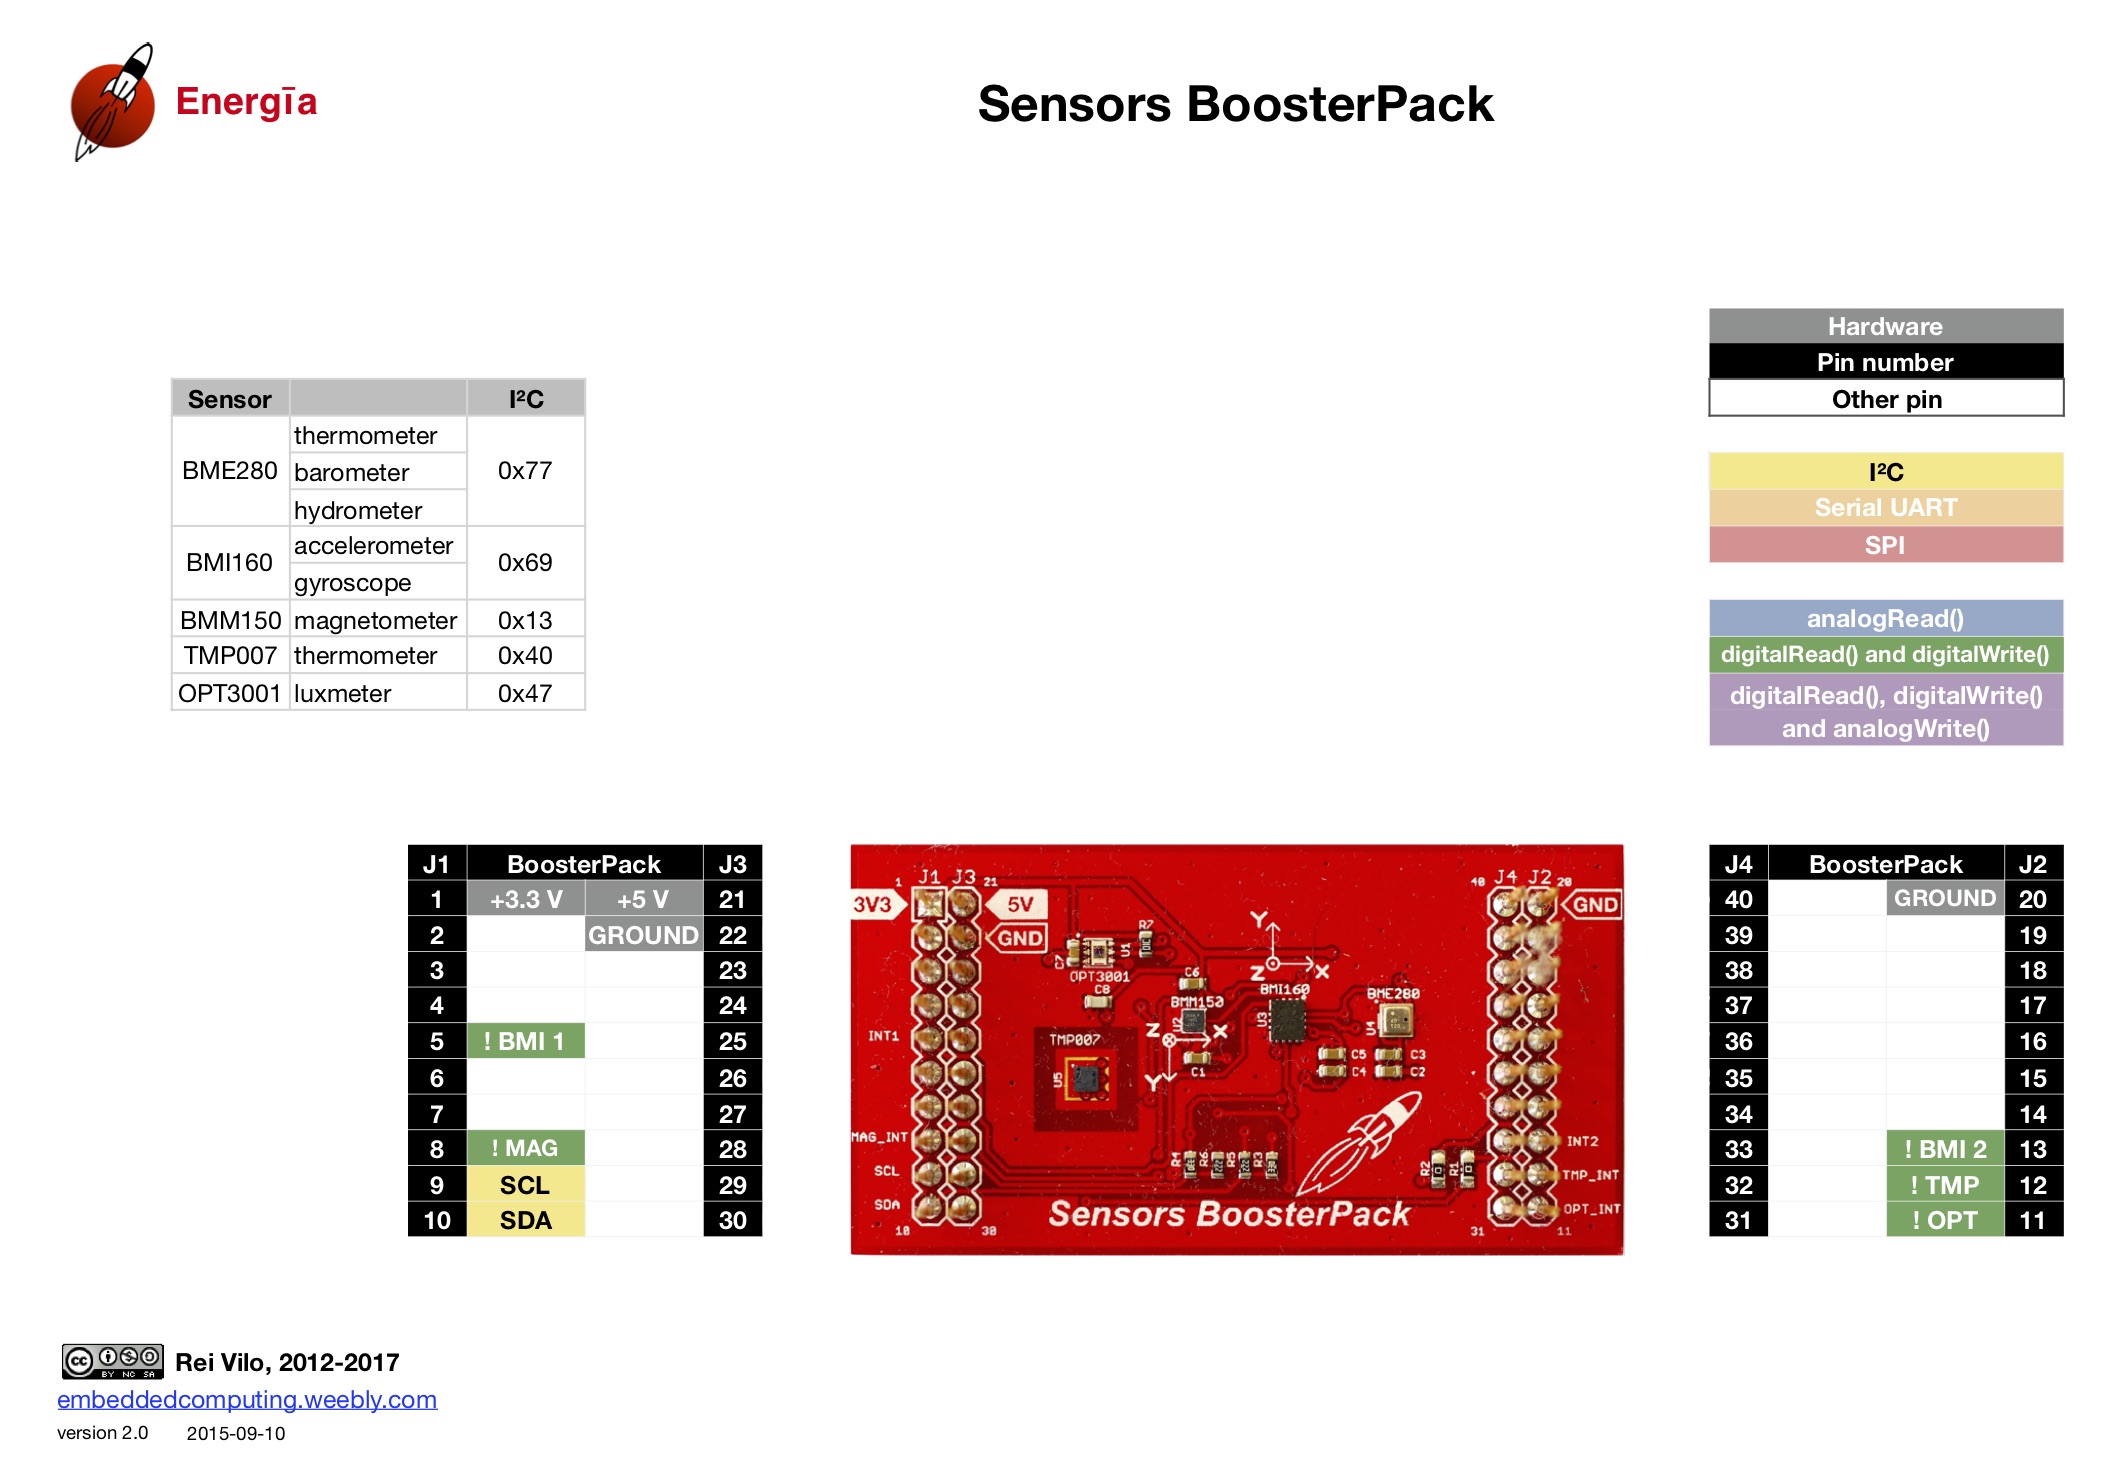 Energīa
Sensors BoosterPack
Hardware
Pin number
Other pin
I²C
Serial UART
SPI
analogRead()
digitalRead() and digitalWrite()
digitalRead(), digitalWrite()
and analogWrite()
Sensor I²C
BME280 thermometer 0x77
barometer
hydrometer
BMI160 accelerometer 0x69
gyroscope
BMM150 magnetometer 0x13
TMP007 thermometer 0x40
OPT3001 luxmeter 0x47
J1 BoosterPack J3
1 +3.3 V +5 V 21
2 GROUND 22
3 23
4 24
5 ! BMI 1 25
6 26
7 27
8 ! MAG 28
9 SCL 29
10 SDA 30
1 J1 J3 21
40 J4 J2 20
3V3 5V GND
GND
R7
C7 U1
OPT3001
C8
Y
Z X
C6
BMM150 BMI160 BME280
U2 U3 U4
INT1
Z X
TMP007
U5
Y
C1
C5 C3
C4 C2
MAG_INT INT2
SCL R4 R6 R5 R3 R2 R1 TMP_INT
SDA OPT_INT
Sensors BoosterPack
10 30 31 11
J4 BoosterPack J2
40 GROUND 20
39 19
38 18
37 17
36 16
35 15
34 14
33 ! BMI 2 13
32 ! TMP 12
31 ! OPT 11
cc BY NC SA
Rei Vilo, 2012-2017
embeddedcomputing.weebly.com
version 2.0 2015-09-10